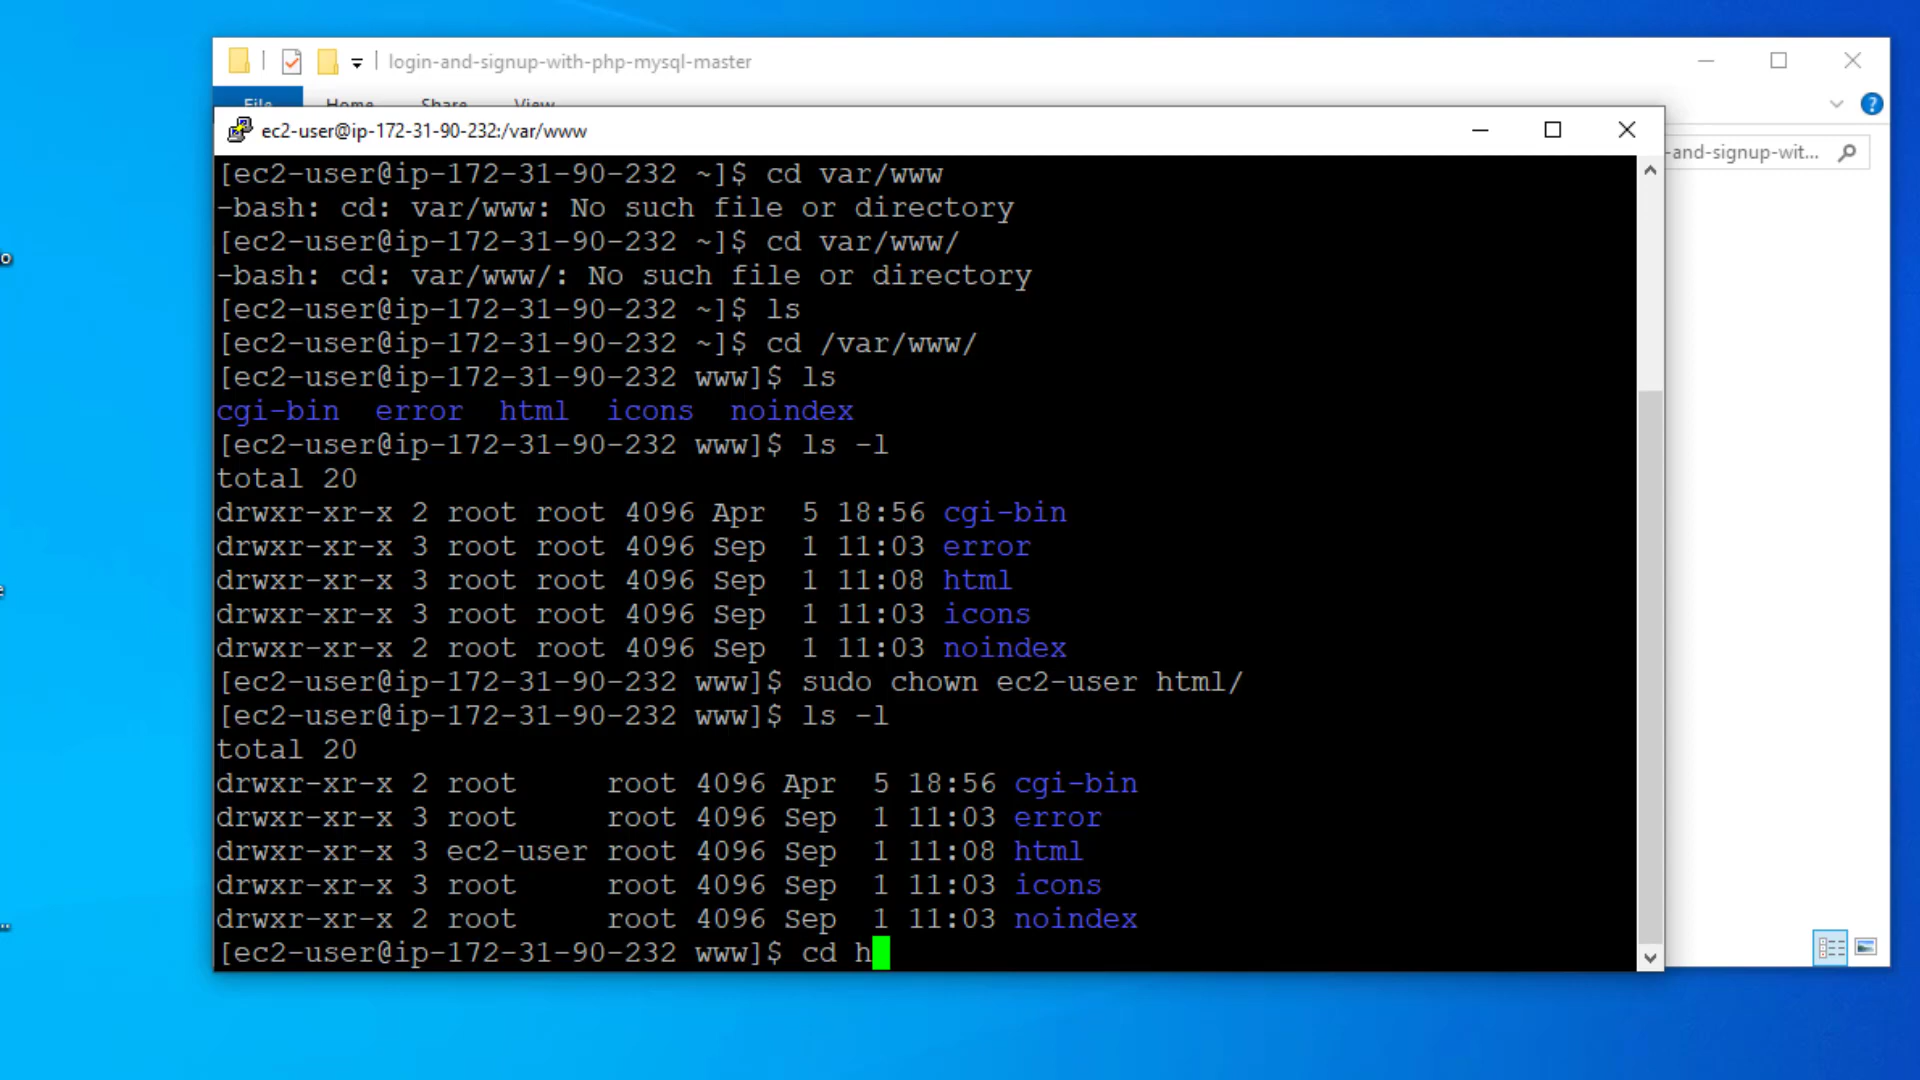 login-and-signup-with-php-mysql-master
File Home Share View
-and-signup-wit...
ec2-user@ip-172-31-90-232:/var/www
[ec2-user@ip-172-31-90-232 ~]$ cd var/www
-bash: cd: var/www: No such file or directory
[ec2-user@ip-172-31-90-232 ~]$ cd var/www/
-bash: cd: var/www/: No such file or directory
[ec2-user@ip-172-31-90-232 ~]$ ls
[ec2-user@ip-172-31-90-232 ~]$ cd /var/www/
[ec2-user@ip-172-31-90-232 www]$ ls
cgi-bin error html icons noindex
[ec2-user@ip-172-31-90-232 www]$ ls -l
total 20
drwxr-xr-x 2 root root 4096 Apr 5 18:56 cgi-bin
drwxr-xr-x 3 root root 4096 Sep 1 11:03 error
drwxr-xr-x 3 root root 4096 Sep 1 11:08 html
drwxr-xr-x 3 root root 4096 Sep 1 11:03 icons
drwxr-xr-x 2 root root 4096 Sep 1 11:03 noindex
[ec2-user@ip-172-31-90-232 www]$ sudo chown ec2-user html/
[ec2-user@ip-172-31-90-232 www]$ ls -l
total 20
drwxr-xr-x 2 root root 4096 Apr 5 18:56 cgi-bin
drwxr-xr-x 3 root root 4096 Sep 1 11:03 error
drwxr-xr-x 3 ec2-user root 4096 Sep 1 11:08 html
drwxr-xr-x 3 root root 4096 Sep 1 11:03 icons
drwxr-xr-x 2 root root 4096 Sep 1 11:03 noindex
[ec2-user@ip-172-31-90-232 www]$ cd h